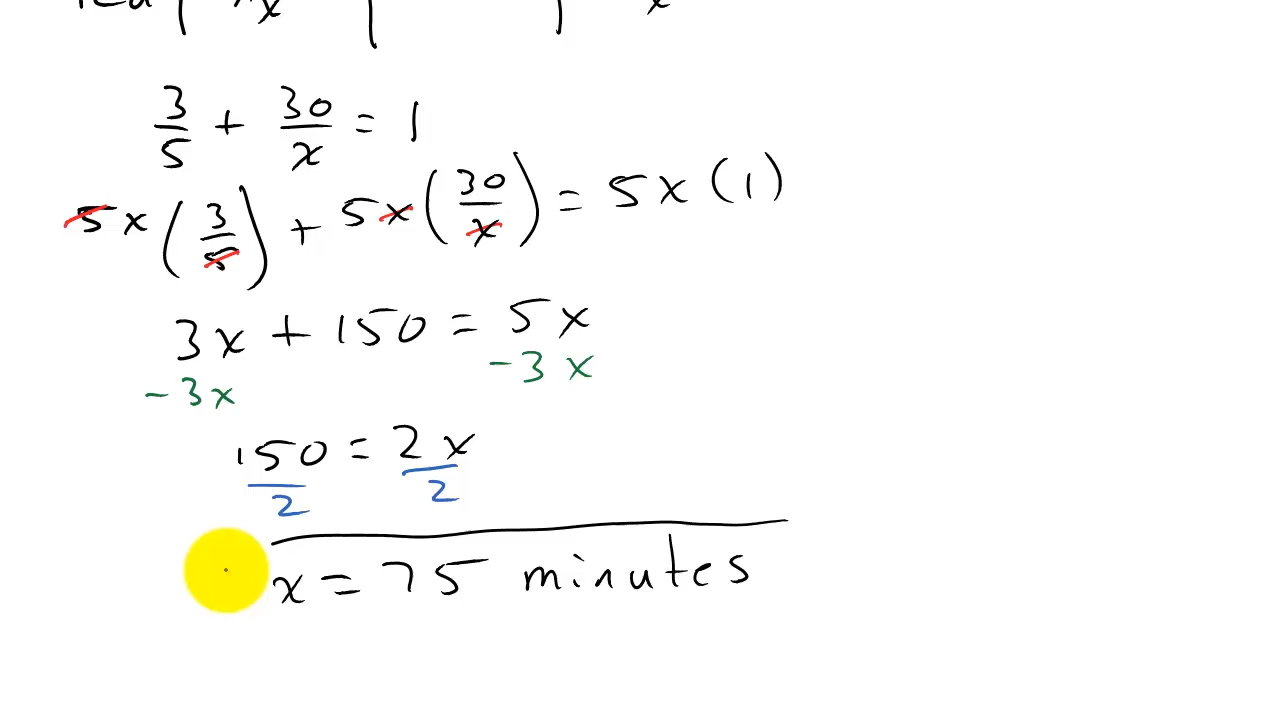 3/5 + 30/x = 1
5x(3/5) + 5x(30/x) = 5x(1)
3x + 150 = 5x
-3x -3x
150 = 2x
2 2
x = 75 minutes